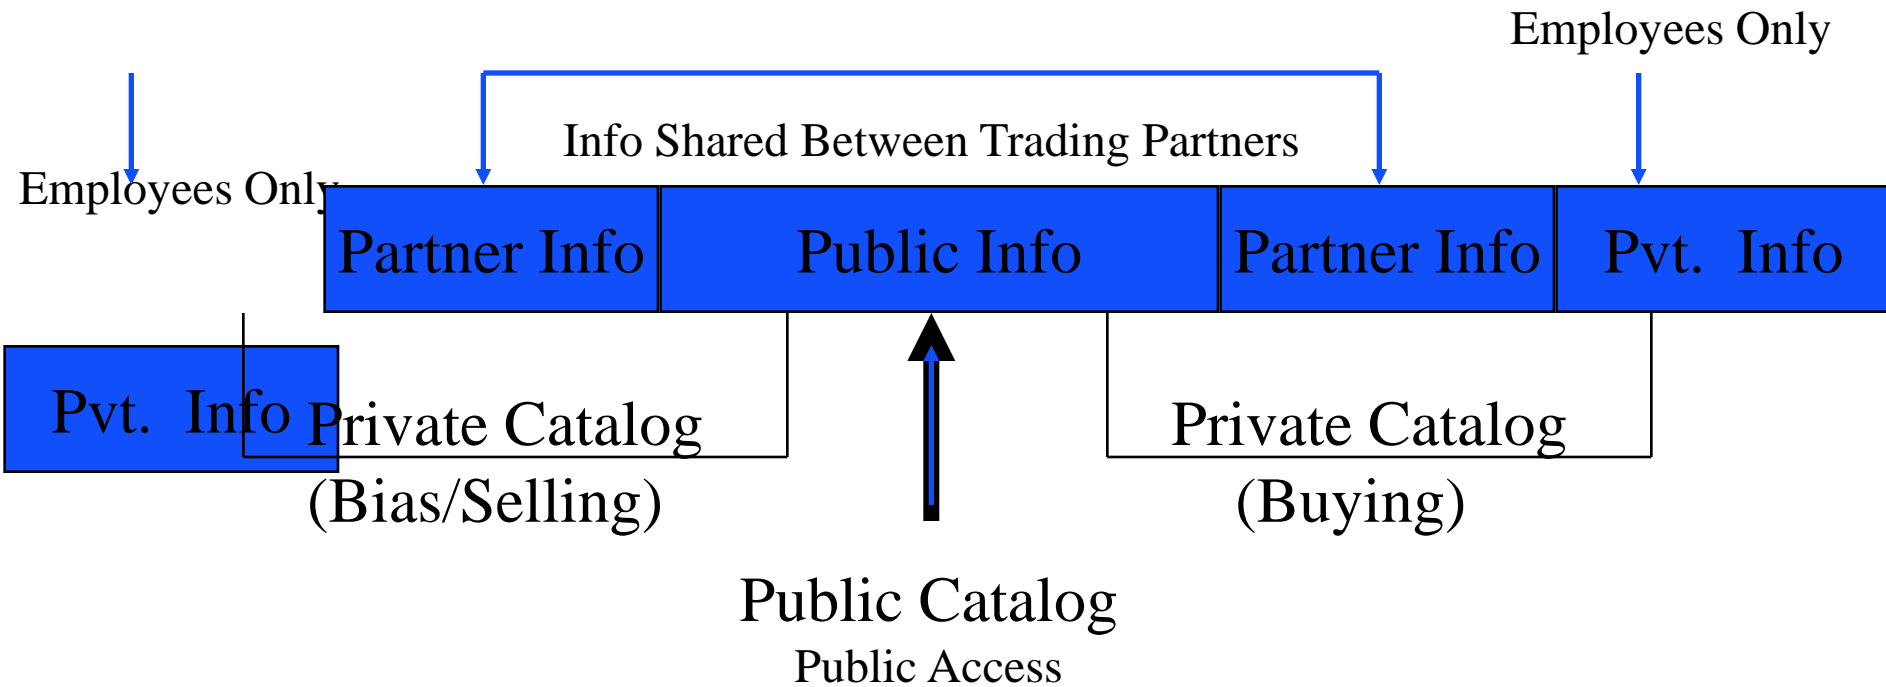 Employees Only
Info Shared Between Trading Partners
Employees Only
Partner Info
Public Info
Partner Info
Pvt. Info
Pvt. Info
Private Catalog
(Bias/Selling)
Private Catalog
(Buying)
Public Catalog
Public Access